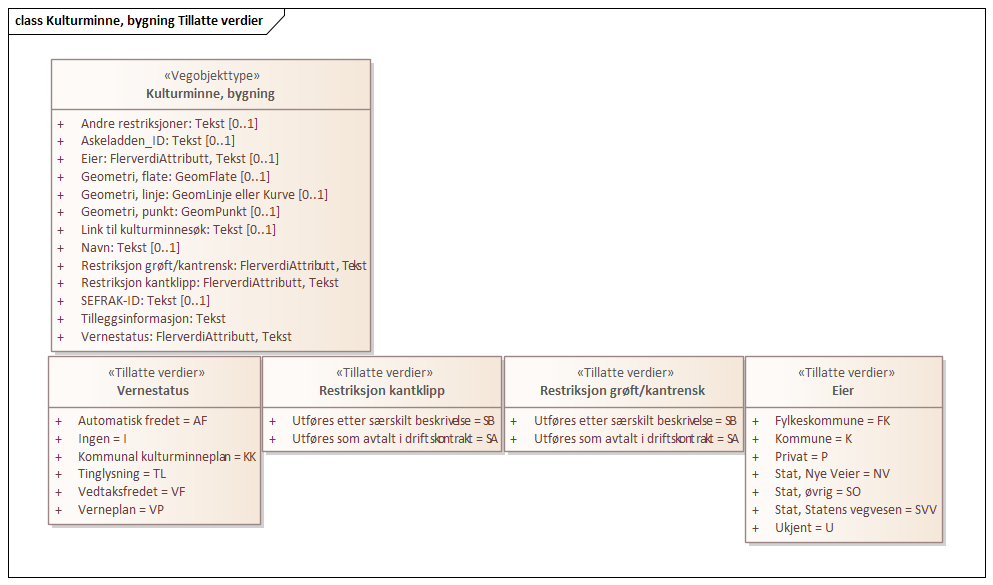 class Kulturminne, bygning Tillatte verdier
«Vegobjekttype»
Kulturminne, bygning
+ Andre restriksjoner: Tekst [0..1]
+ Askeladden_ID: Tekst [0..1]
+ Eier: FlerverdiAttributt, Tekst [0..1]
+ Geometri, flate: GeomFlate [0..1]
+ Geometri, linje: GeomLinje eller Kurve [0..1]
+ Geometri, punkt: GeomPunkt [0..1]
+ Link til kulturminnesøk: Tekst [0..1]
+ Navn: Tekst [0..1]
+ Restriksjon grøft/kantrensk: FlerverdiAttributt, Tekst
+ Restriksjon kantklipp: FlerverdiAttributt, Tekst
+ SEFRAK-ID: Tekst [0..1]
+ Tilleggsinformasjon: Tekst
+ Vernestatus: FlerverdiAttributt, Tekst
«Tillatte verdier»
Vernestatus
+ Automatisk fredet = AF
+ Ingen = I
+ Kommunal kulturminneplan = KK
+ Tinglysning = TL
+ Vedtaksfredet = VF
+ Verneplan = VP
«Tillatte verdier»
Restriksjon kantklipp
+ Utføres etter særskilt beskrivelse = SB
+ Utføres som avtalt i driftskontrakt = SA
«Tillatte verdier»
Restriksjon grøft/kantrensk
+ Utføres etter særskilt beskrivelse = SB
+ Utføres som avtalt i driftskontrakt = SA
«Tillatte verdier»
Eier
+ Fylkeskommune = FK
+ Kommune = K
+ Privat = P
+ Stat, Nye Veier = NV
+ Stat, øvrig = SO
+ Stat, Statens vegvesen = SVV
+ Ukjent = U